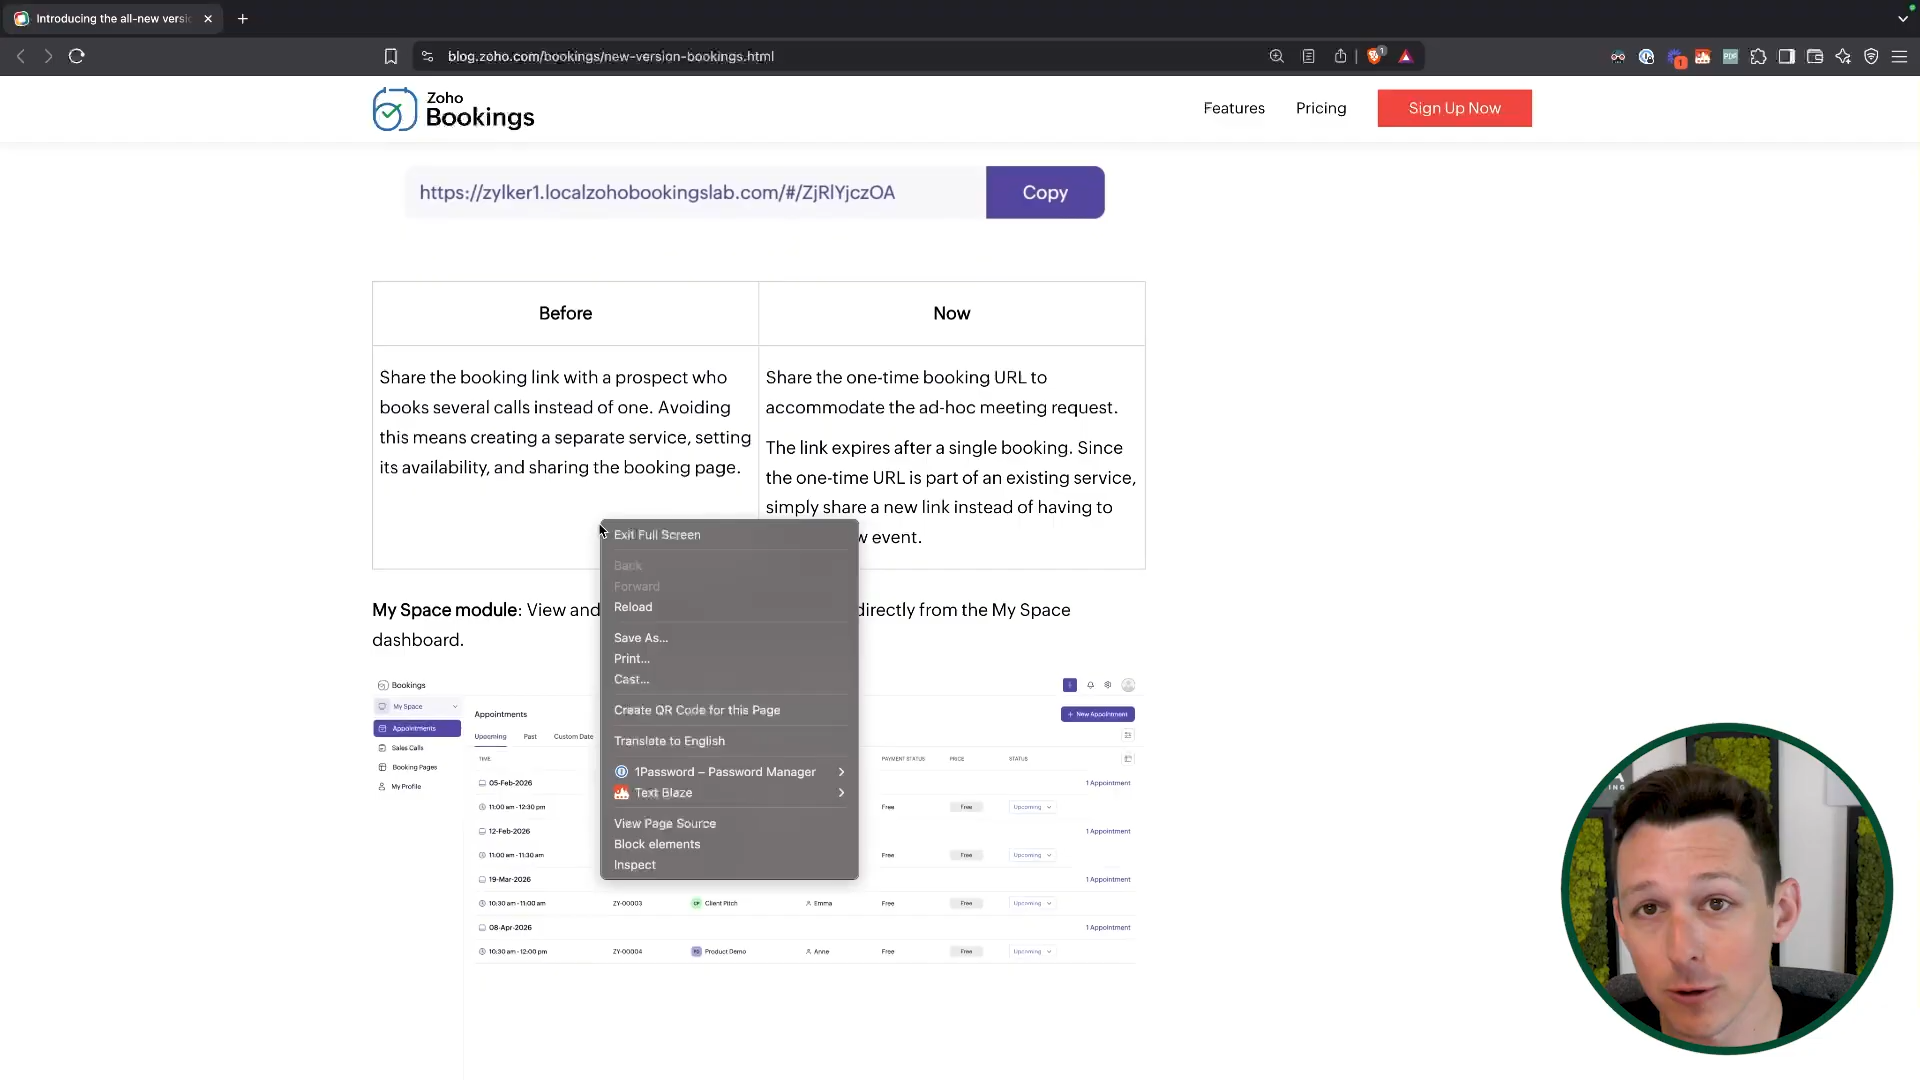 Introducing the all-new versi
blog.zoho.com/bookings/new-version-bookings.html
1
1
PDF
Zoho
Bookings
Features
Pricing
Sign Up Now
https://zylker1.localzohobookingslab.com/#/ZjRlYjczOA
Copy
Before
Now
Share the booking link with a prospect who
books several calls instead of one. Avoiding
this means creating a separate service, setting
its availability, and sharing the booking page.
Share the one-time booking URL to
accommodate the ad-hoc meeting request.
The link expires after a single booking. Since
the one-time URL is part of an existing service,
simply share a new link instead of having to
w event.
Exit Full Screen
Back
Forward
Reload
Save As...
Print...
Cast...
Create QR Code for this Page
Translate to English
1Password – Password Manager
Text Blaze
View Page Source
Block elements
Inspect
My Space module: View and directly from the My Space
dashboard.
Bookings
My Space
Appointments
Sales Calls
Booking Pages
My Profile
Appointments
+ New Appointment
Upcoming
Past
Custom Date
TIME
PAYMENT STATUS
PRICE
STATUS
05-Feb-2026
1 Appointment
11:00 am - 12:30 pm
Free
Free
Upcoming
12-Feb-2026
1 Appointment
11:00 am - 11:30 am
Free
Free
Upcoming
19-Mar-2026
1 Appointment
10:30 am - 11:00 am
ZY-00003
CP
Client Pitch
Emma
Free
Free
Upcoming
08-Apr-2026
1 Appointment
10:30 am - 12:00 pm
ZY-00004
PD
Product Demo
Anne
Free
Free
Upcoming